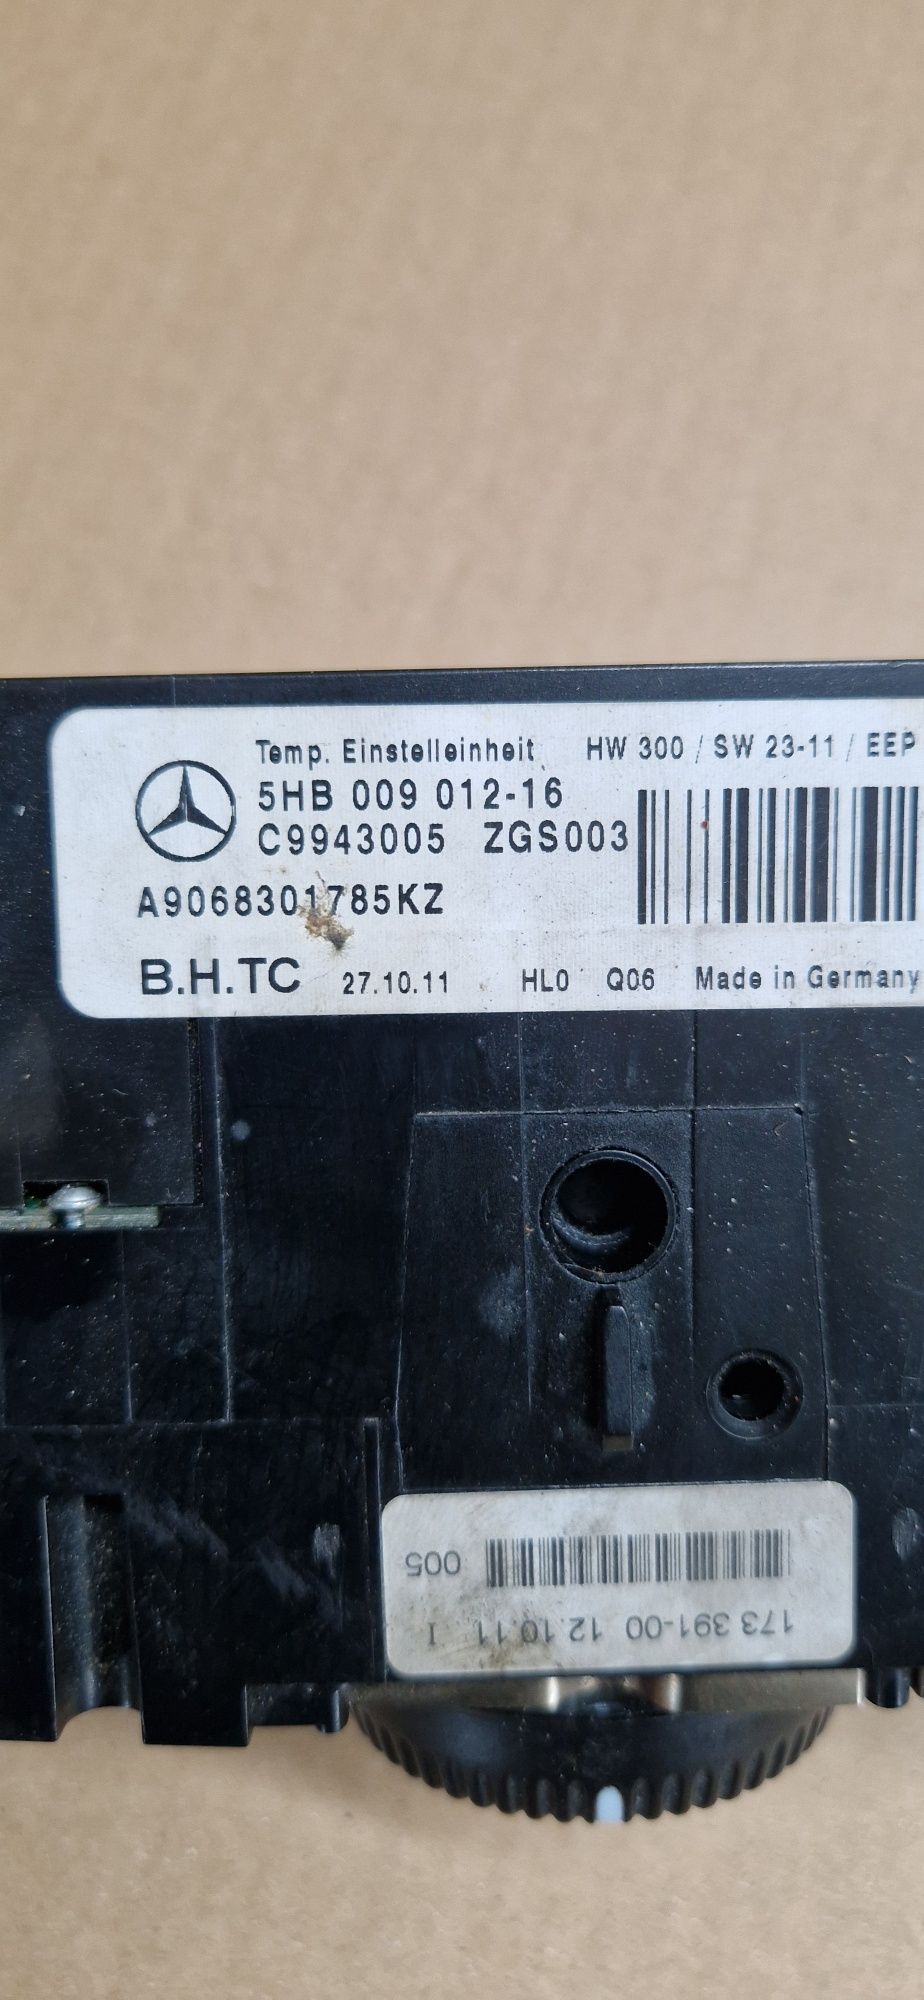 Temp. Einstelleinheit HW 300 / SW 23-11 / EEP
5HB 009 012-16
C9943005 ZGS003
A9068301785KZ
B.H.TC 27.10.11 HL0 Q06 Made in Germany
173 391-00 12.10.11 I
005